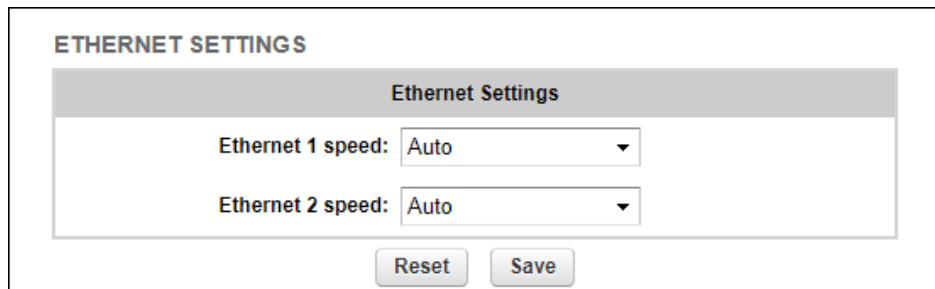 ETHERNET SETTINGS
Ethernet Settings
Ethernet 1 speed: Auto
Ethernet 2 speed: Auto
Reset Save